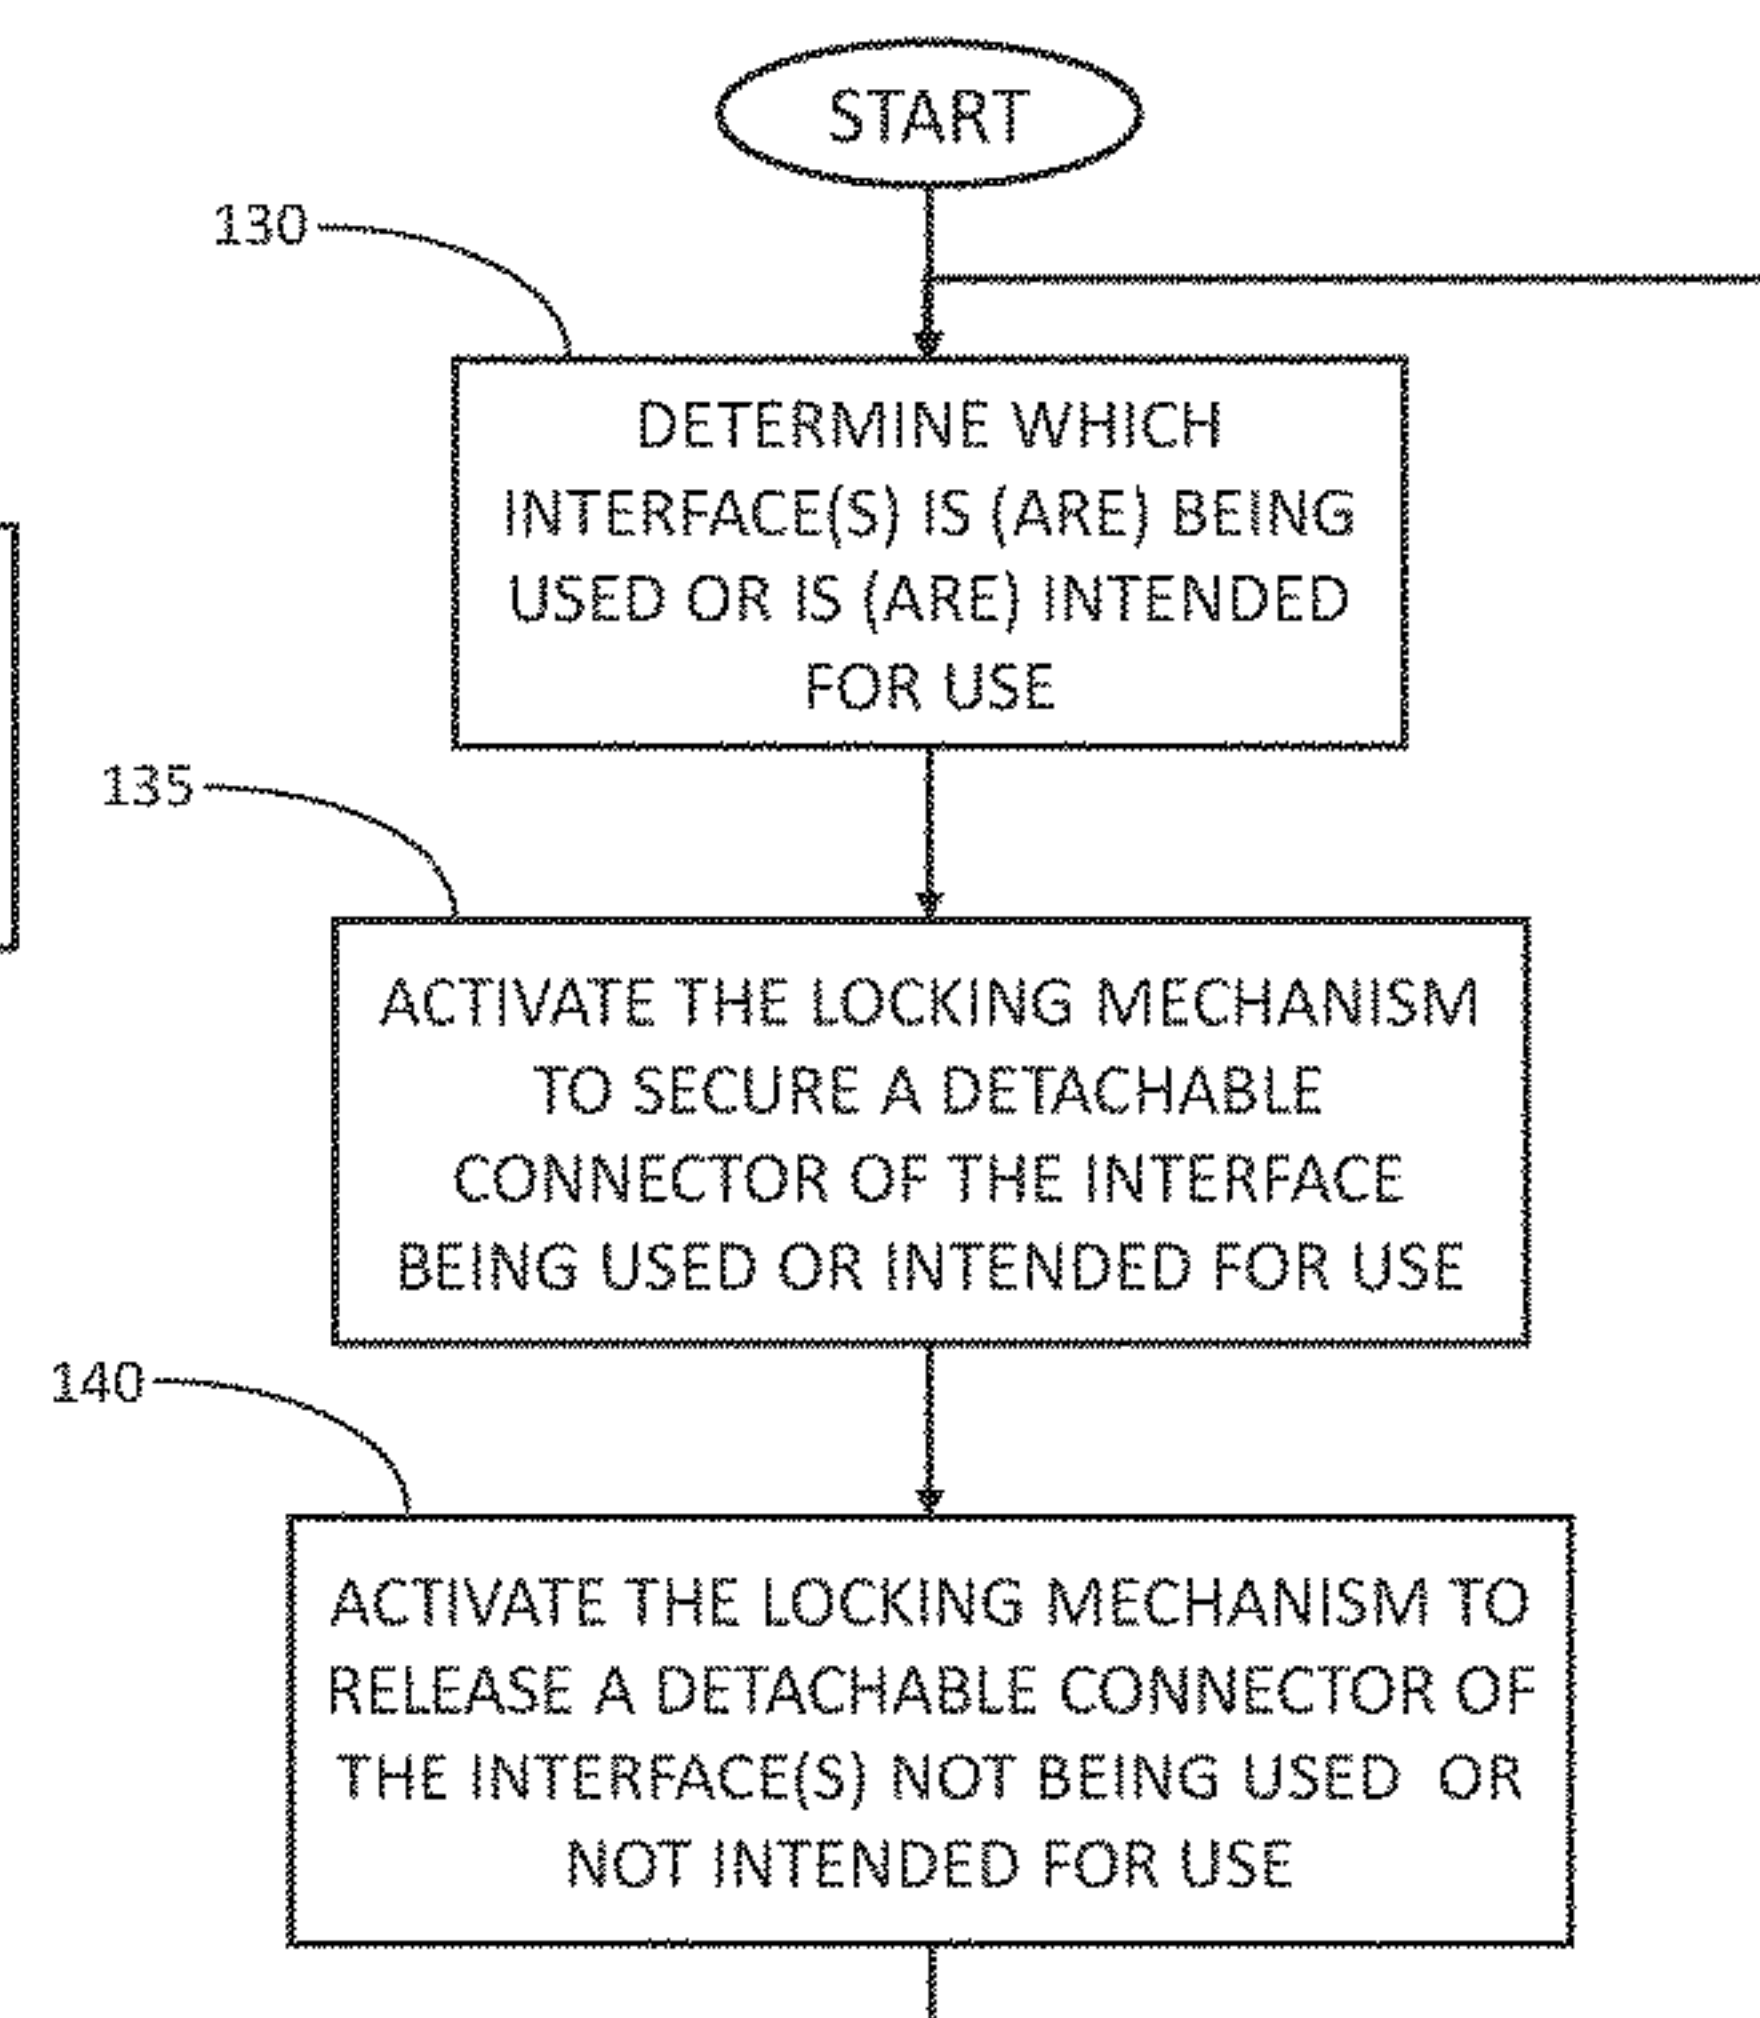 START
130
DETERMINE WHICH
INTERFACE(S) IS (ARE) BEING
USED OR IS (ARE) INTENDED
FOR USE
135
ACTIVATE THE LOCKING MECHANISM
TO SECURE A DETACHABLE
CONNECTOR OF THE INTERFACE
BEING USED OR INTENDED FOR USE
140
ACTIVATE THE LOCKING MECHANISM TO
RELEASE A DETACHABLE CONNECTOR OF
THE INTERFACE(S) NOT BEING USED OR
NOT INTENDED FOR USE